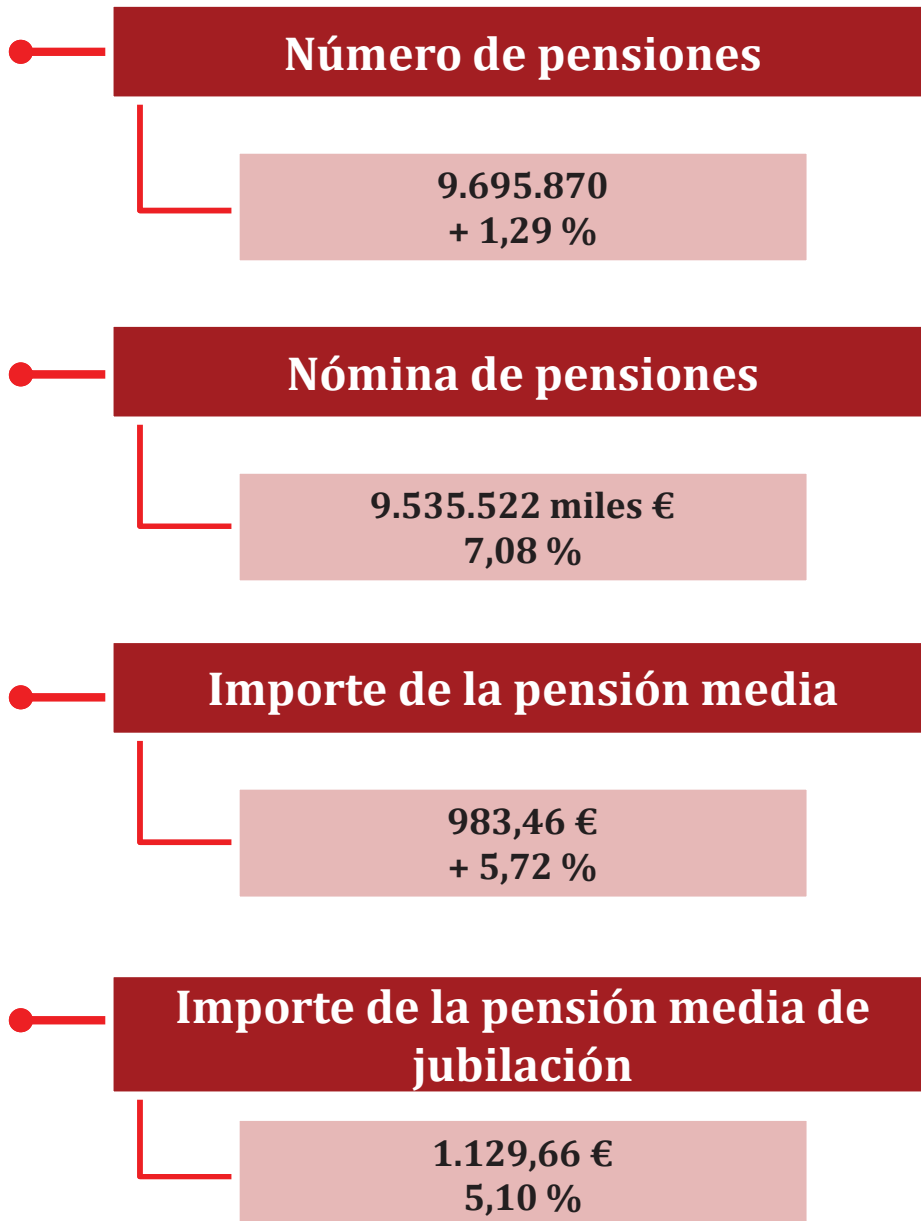 Número de pensiones
9.695.870
+ 1,29 %
Nómina de pensiones
9.535.522 miles €
7,08 %
Importe de la pensión media
983,46 €
+ 5,72 %
Importe de la pensión media de
jubilación
1.129,66 €
5,10 %